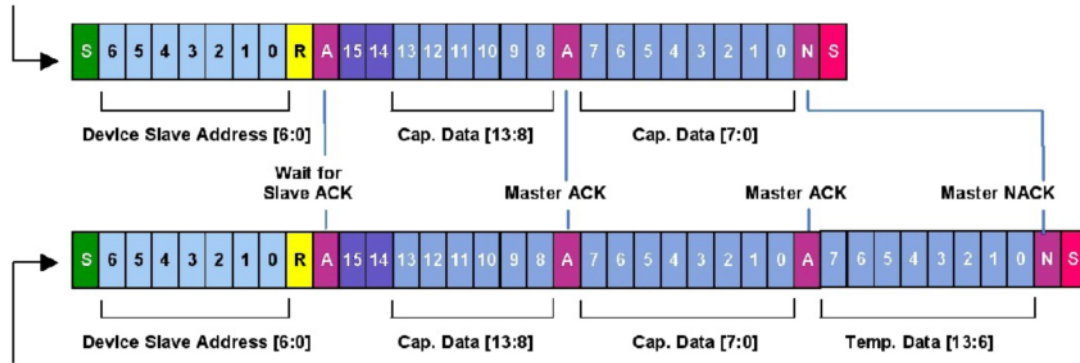 S 6 5 4 3 2 1 0 R A 15 14 13 12 11 10 9 8 A 7 6 5 4 3 2 1 0 N S
Device Slave Address [6:0] Cap. Data [13:8] Cap. Data [7:0]
Wait for
Slave ACK Master ACK Master ACK Master NACK
S 6 5 4 3 2 1 0 R A 15 14 13 12 11 10 9 8 A 7 6 5 4 3 2 1 0 A 7 6 5 4 3 2 1 0 N S
Device Slave Address [6:0] Cap. Data [13:8] Cap. Data [7:0] Temp. Data [13:6]